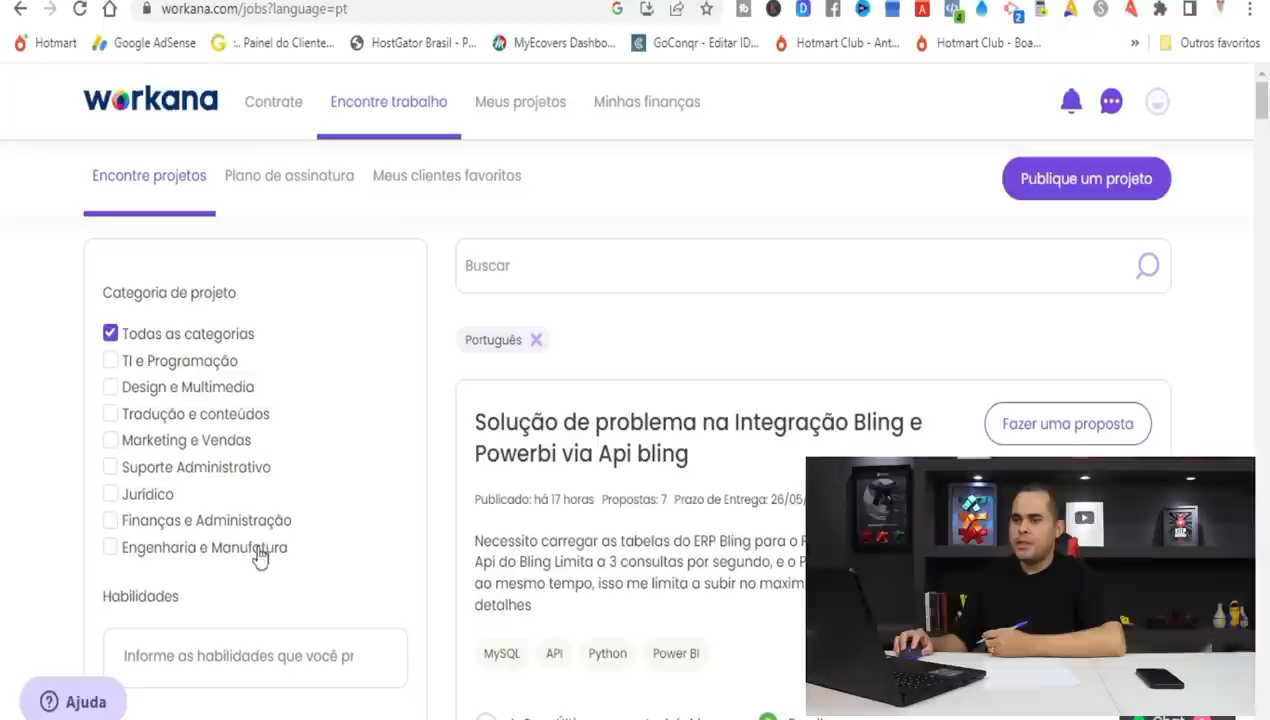 workana.com/jobs?language=pt
Hotmart
Google AdSense
:. Painel do Cliente...
HostGator Brasil - P...
MyEcovers Dashbo...
GoConqr - Editar ID...
Hotmart Club - Ant...
Hotmart Club - Boa...
»
Outros favoritos
workana
Contrate
Encontre trabalho
Meus projetos
Minhas finanças
Encontre projetos
Plano de assinatura
Meus clientes favoritos
Publique um projeto
Categoria de projeto
Todas as categorias
TI e Programação
Design e Multimedia
Tradução e conteúdos
Marketing e Vendas
Suporte Administrativo
Jurídico
Finanças e Administração
Engenharia e Manufatura
Habilidades
Informe as habilidades que você pr
Ajuda
Buscar
Português
Solução de problema na Integração Bling e
Powerbi via Api bling
Fazer uma proposta
Publicado: há 17 horas Propostas: 7 Prazo de Entrega: 26/05/
Necessito carregar as tabelas do ERP Bling para o
Api do Bling Limita a 3 consultas por segundo, e o
ao mesmo tempo, isso me limita a subir no maxim
detalhes
MySQL
API
Python
Power BI